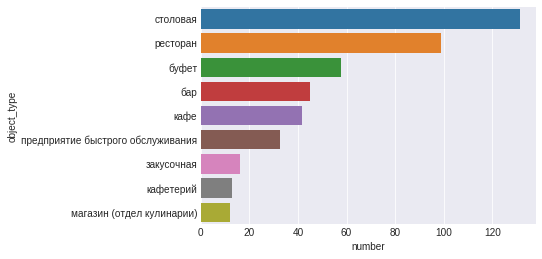 object_type
столовая
ресторан
буфет
бар
кафе
предприятие быстрого обслуживания
закусочная
кафетерий
магазин (отдел кулинарии)
0 20 40 60 80 100 120
number